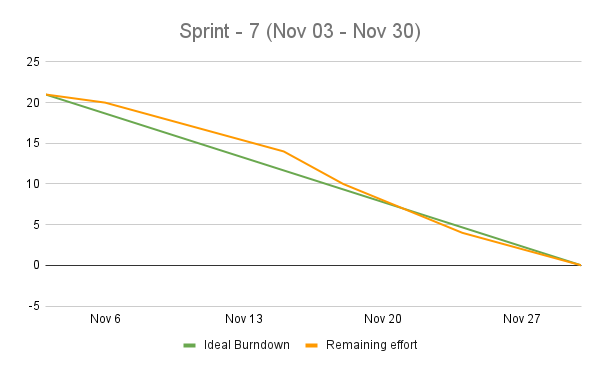 Sprint - 7 (Nov 03 - Nov 30)
25
20
15
10
5
0
-5
Nov 6 Nov 13 Nov 20 Nov 27
Ideal Burndown Remaining effort